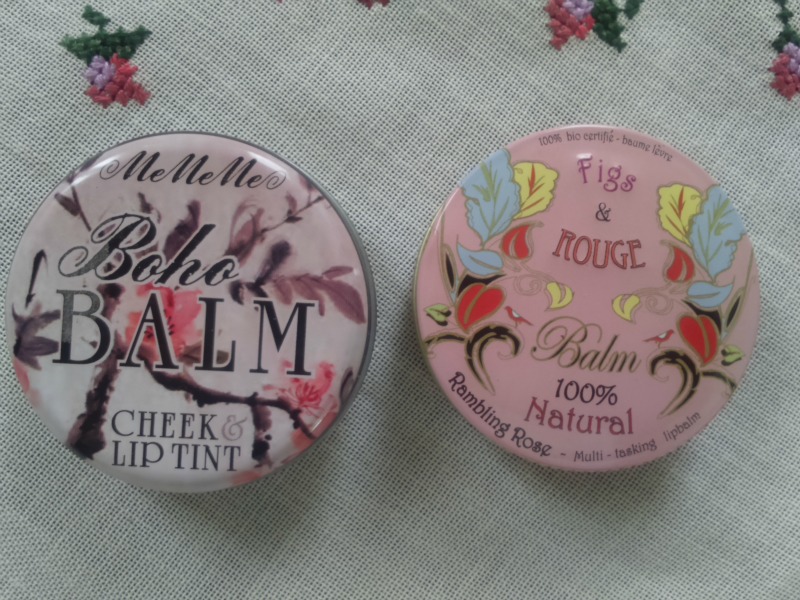 MeMeMe
Boho
BALM
CHEEK &
LIP TINT
100% bio certifié - baume lèvre
Figs
&
ROUGE
Balm
100%
Natural
Rambling Rose - Multi-tasking lipbalm